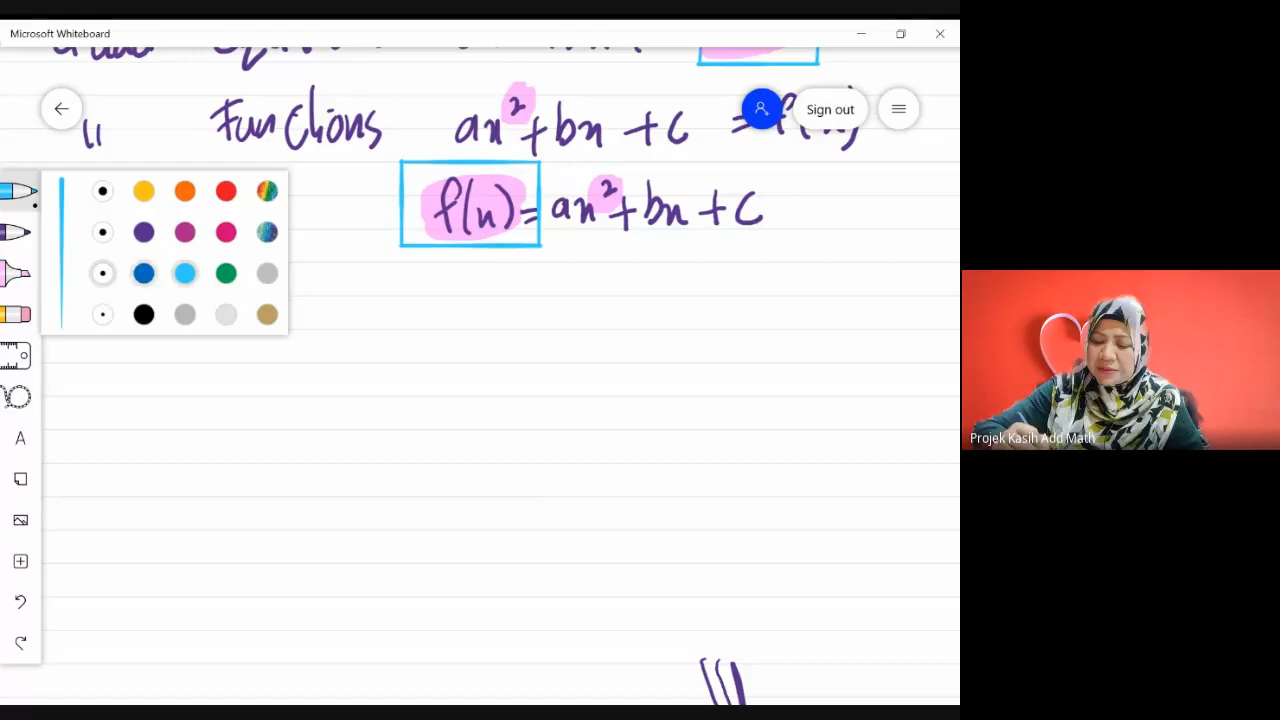 Microsoft Whiteboard
" Functions ax²+bx+c = f(x)
Sign out
f(x) = ax²+bx+c
A
Projek Kasih Add Math